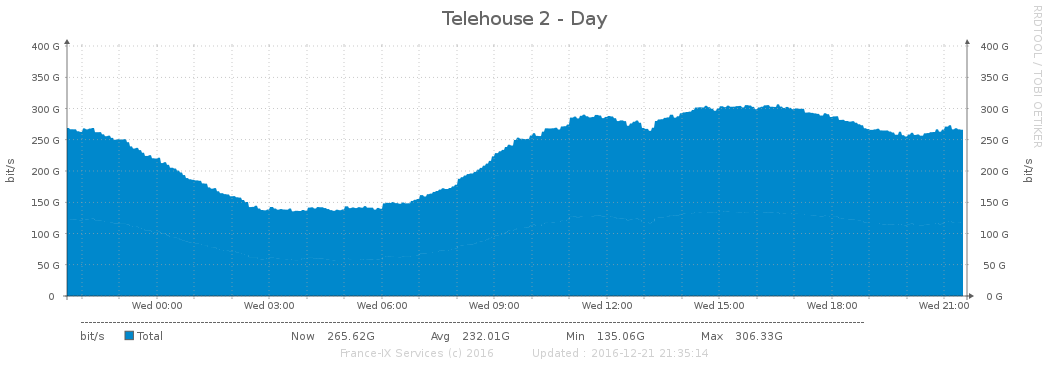 Telehouse 2 - Day
RRDTOOL / TOBI OETIKER
bit/s
400 G 400 G
350 G 350 G
300 G 300 G
250 G 250 G
200 G 200 G
150 G 150 G
100 G 100 G
50 G 50 G
0 0 G
bit/s
Wed 00:00 Wed 03:00 Wed 06:00 Wed 09:00 Wed 12:00 Wed 15:00 Wed 18:00 Wed 21:00
bit/s Total Now 265.62G Avg 232.01G Min 135.06G Max 306.33G
France-IX Services (c) 2016 Updated : 2016-12-21 21:35:14